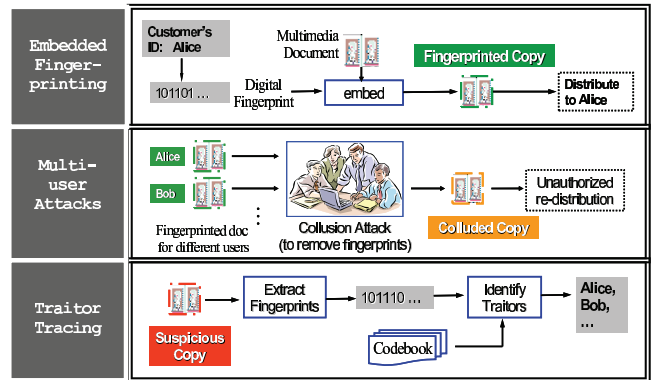 Embedded
Finger-
printing
Customer's
ID: Alice
101101 ...
Digital
Fingerprint
Multimedia
Document
embed
Fingerprinted Copy
Distribute
to Alice
Multi-
user
Attacks
Alice
Bob
Fingerprinted doc
for different users
Collusion Attack
(to remove fingerprints)
Colluded Copy
Unauthorized
re-distribution
Traitor
Tracing
Suspicious
Copy
Extract
Fingerprints
101110 ...
Codebook
Identify
Traitors
Alice,
Bob,
...